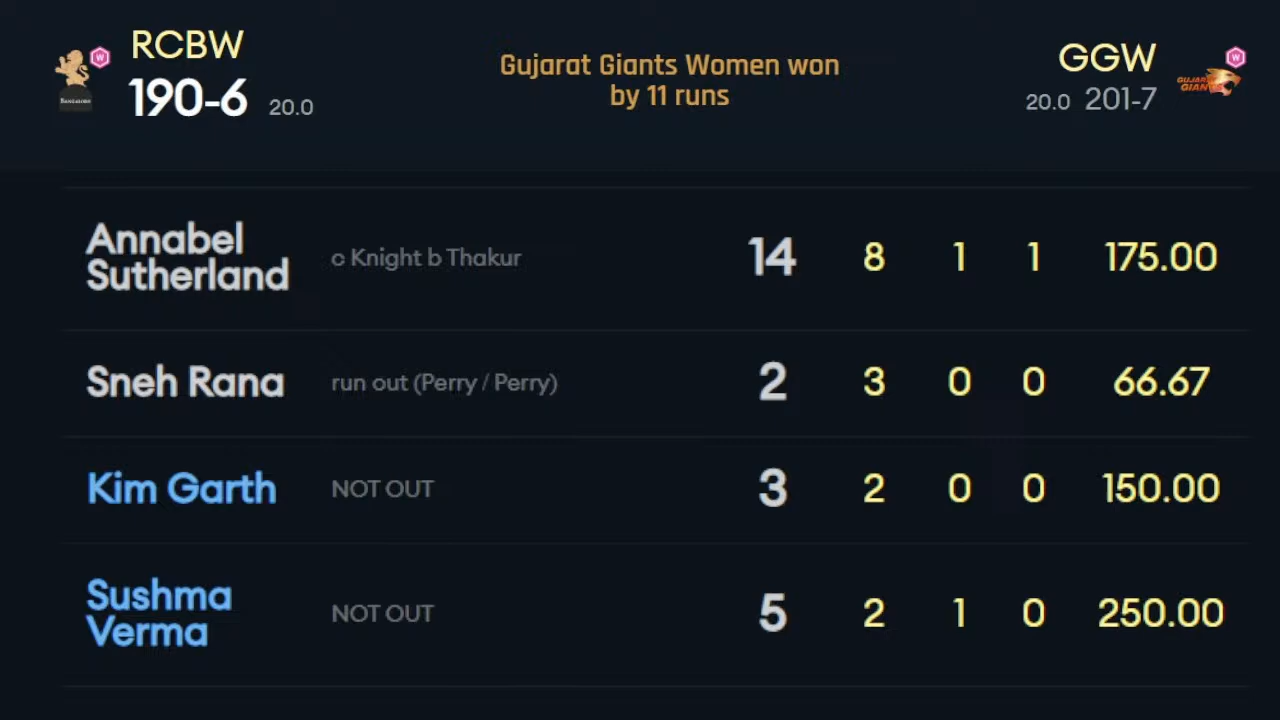 RCBW
190-6 20.0
Gujarat Giants Women won
by 11 runs
GGW
20.0 201-7
GUJARAT
GIANTS
W
W
BANGALORE
Annabel
Sutherland c Knight b Thakur 14 8 1 1 175.00
Sneh Rana run out (Perry / Perry) 2 3 0 0 66.67
Kim Garth NOT OUT 3 2 0 0 150.00
Sushma
Verma NOT OUT 5 2 1 0 250.00